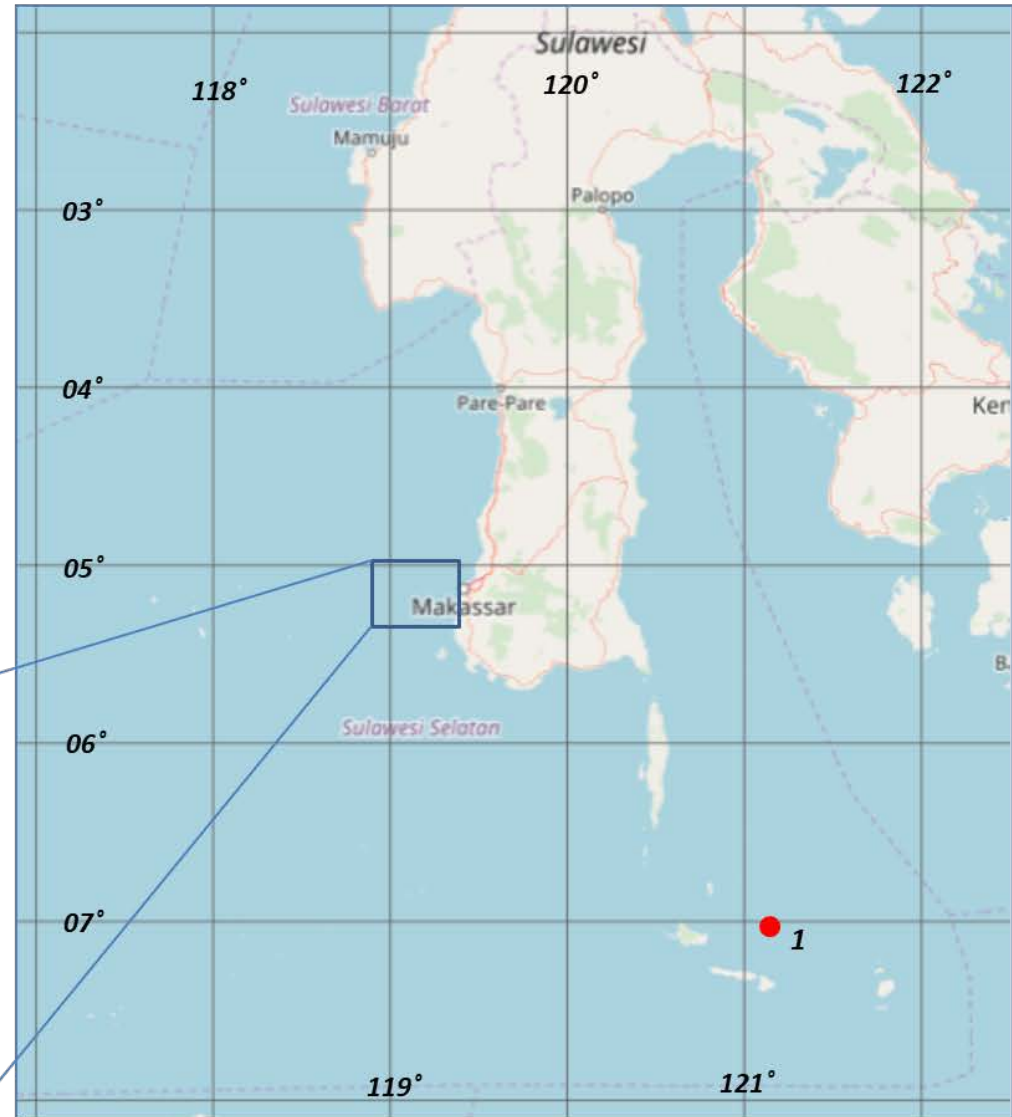 Sulawesi
118°
120°
122°
Sulawesi Barat
Mamuju
Palopo
03°
04°
Pare-Pare
Ken
05°
Makassar
B
Sulawesi Selatan
06°
07°
1
119°
121°